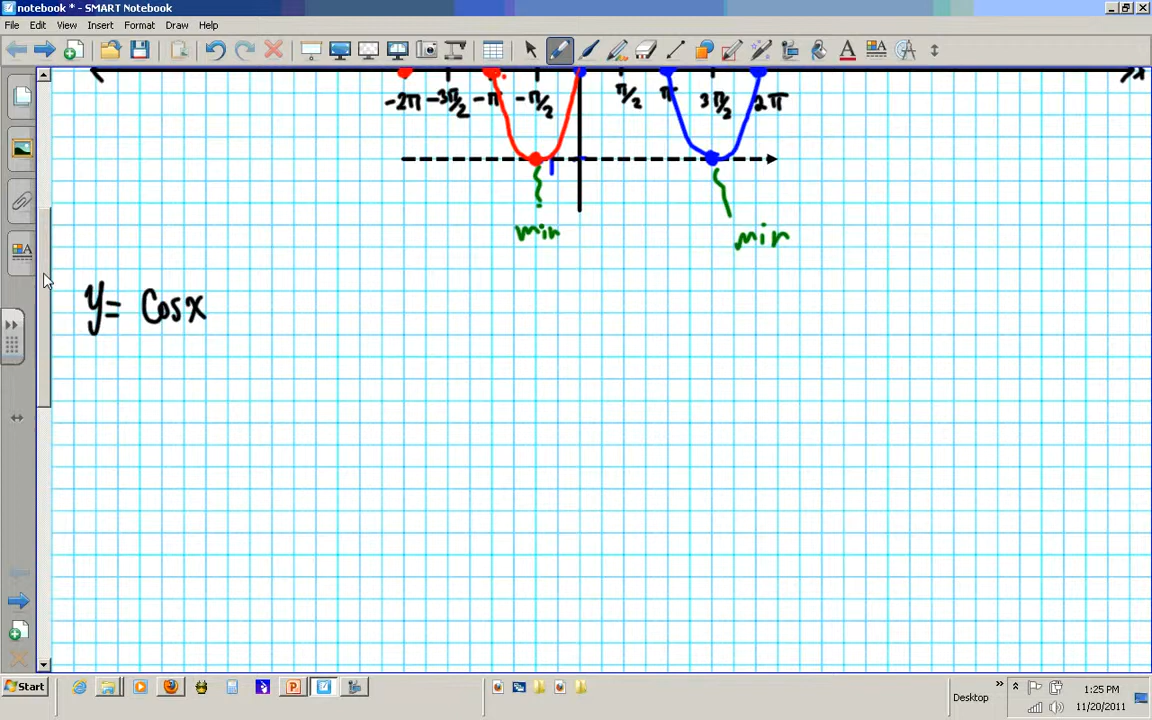 notebook * - SMART Notebook
File Edit View Insert Format Draw Help
x
-2π -3π/2 -π -π/2 π/2 π 3π/2 2π
min min
y= Cosx
Start
Desktop
»
1:25 PM
11/20/2011